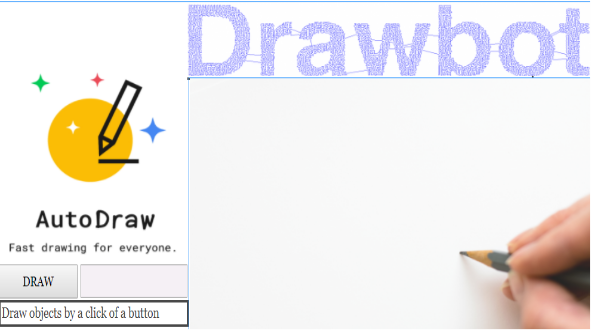 Drawbot
AutoDraw
Fast drawing for everyone.
DRAW
Draw objects by a click of a button